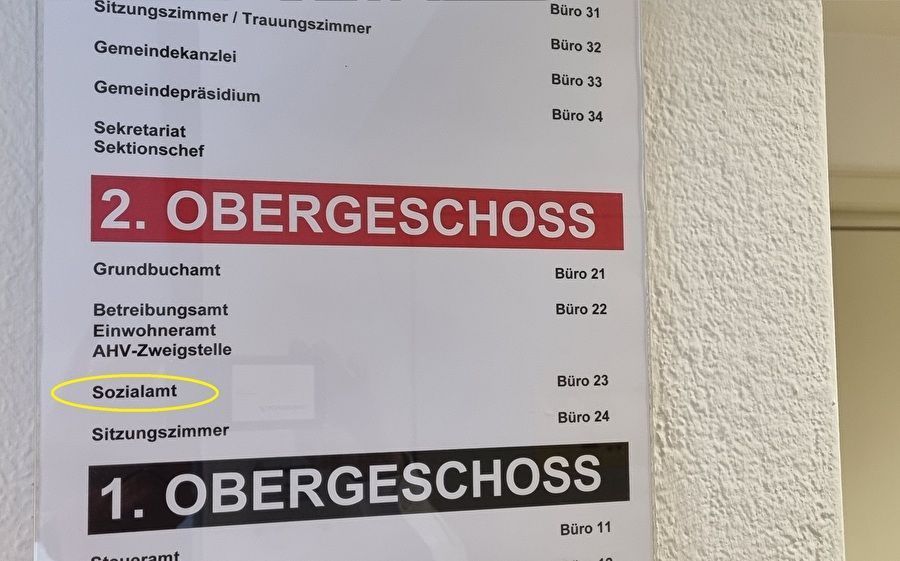 Sitzungszimmer / Trauungszimmer Büro 31
Gemeindekanzlei Büro 32
Gemeindepräsidium Büro 33
Sekretariat Büro 34
Sektionschef
2. OBERGESCHOSS
Grundbuchamt Büro 21
Betreibungsamt Büro 22
Einwohneramt
AHV-Zweigstelle
Sozialamt Büro 23
Sitzungszimmer Büro 24
1. OBERGESCHOSS
Steueramt Büro 11